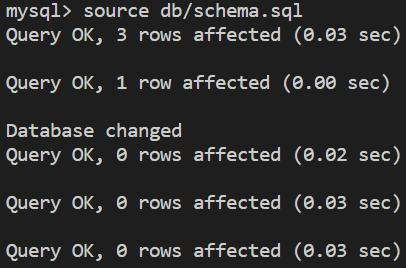 mysql> source db/schema.sql
Query OK, 3 rows affected (0.03 sec)
Query OK, 1 row affected (0.00 sec)
Database changed
Query OK, 0 rows affected (0.02 sec)
Query OK, 0 rows affected (0.03 sec)
Query OK, 0 rows affected (0.03 sec)